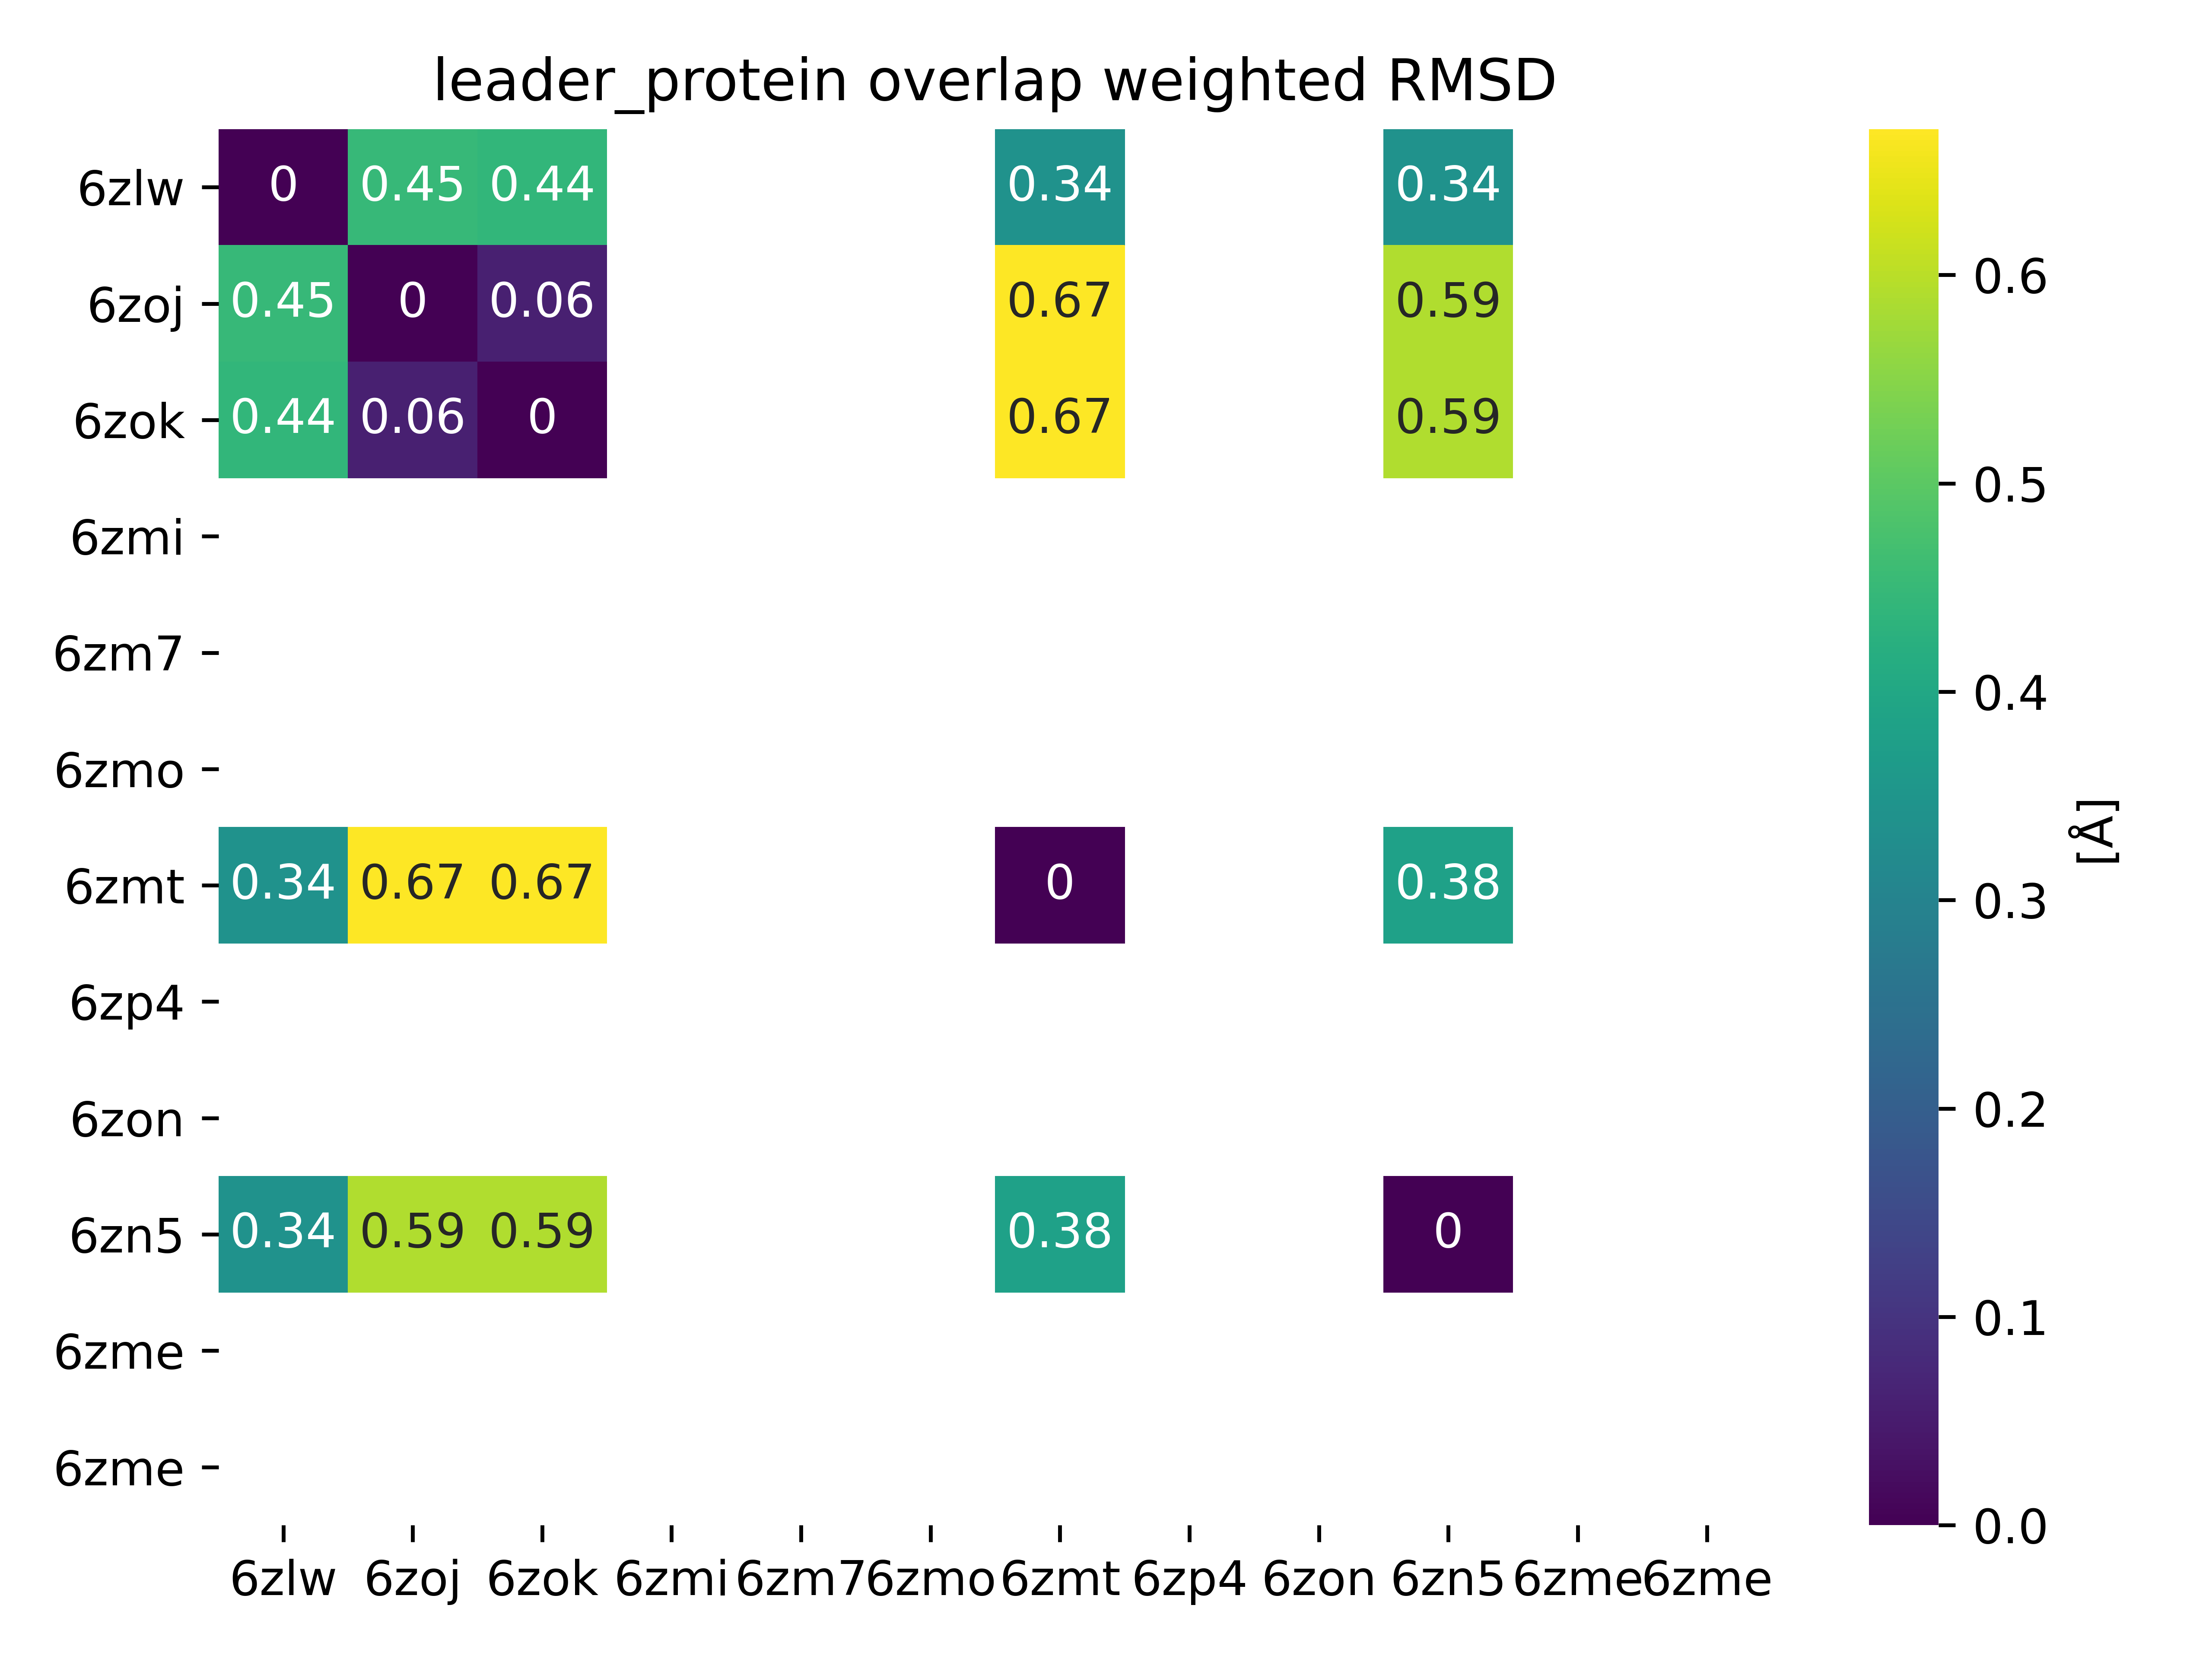 leader_protein overlap weighted RMSD
6zlw 0 0.45 0.44 0.34 0.34
6zoj 0.45 0 0.06 0.67 0.59
6zok 0.44 0.06 0 0.67 0.59
6zmi
6zm7
6zmo
6zmt 0.34 0.67 0.67 0 0.38
6zp4
6zon
6zn5 0.34 0.59 0.59 0.38 0
6zme
6zme
6zlw 6zoj 6zok 6zmi 6zm7 6zmo 6zmt 6zp4 6zon 6zn5 6zme 6zme
0.6
0.5
0.4
0.3
0.2
0.1
0.0
[Å]